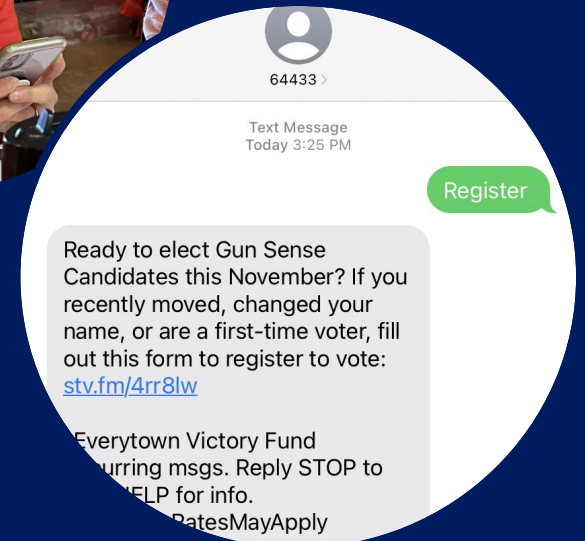 64433 >
Text Message
Today 3:25 PM
Register
Ready to elect Gun Sense
Candidates this November? If you
recently moved, changed your
name, or are a first-time voter, fill
out this form to register to vote:
stv.fm/4rr8lw
Everytown Victory Fund
msgs. Reply STOP to
for info.